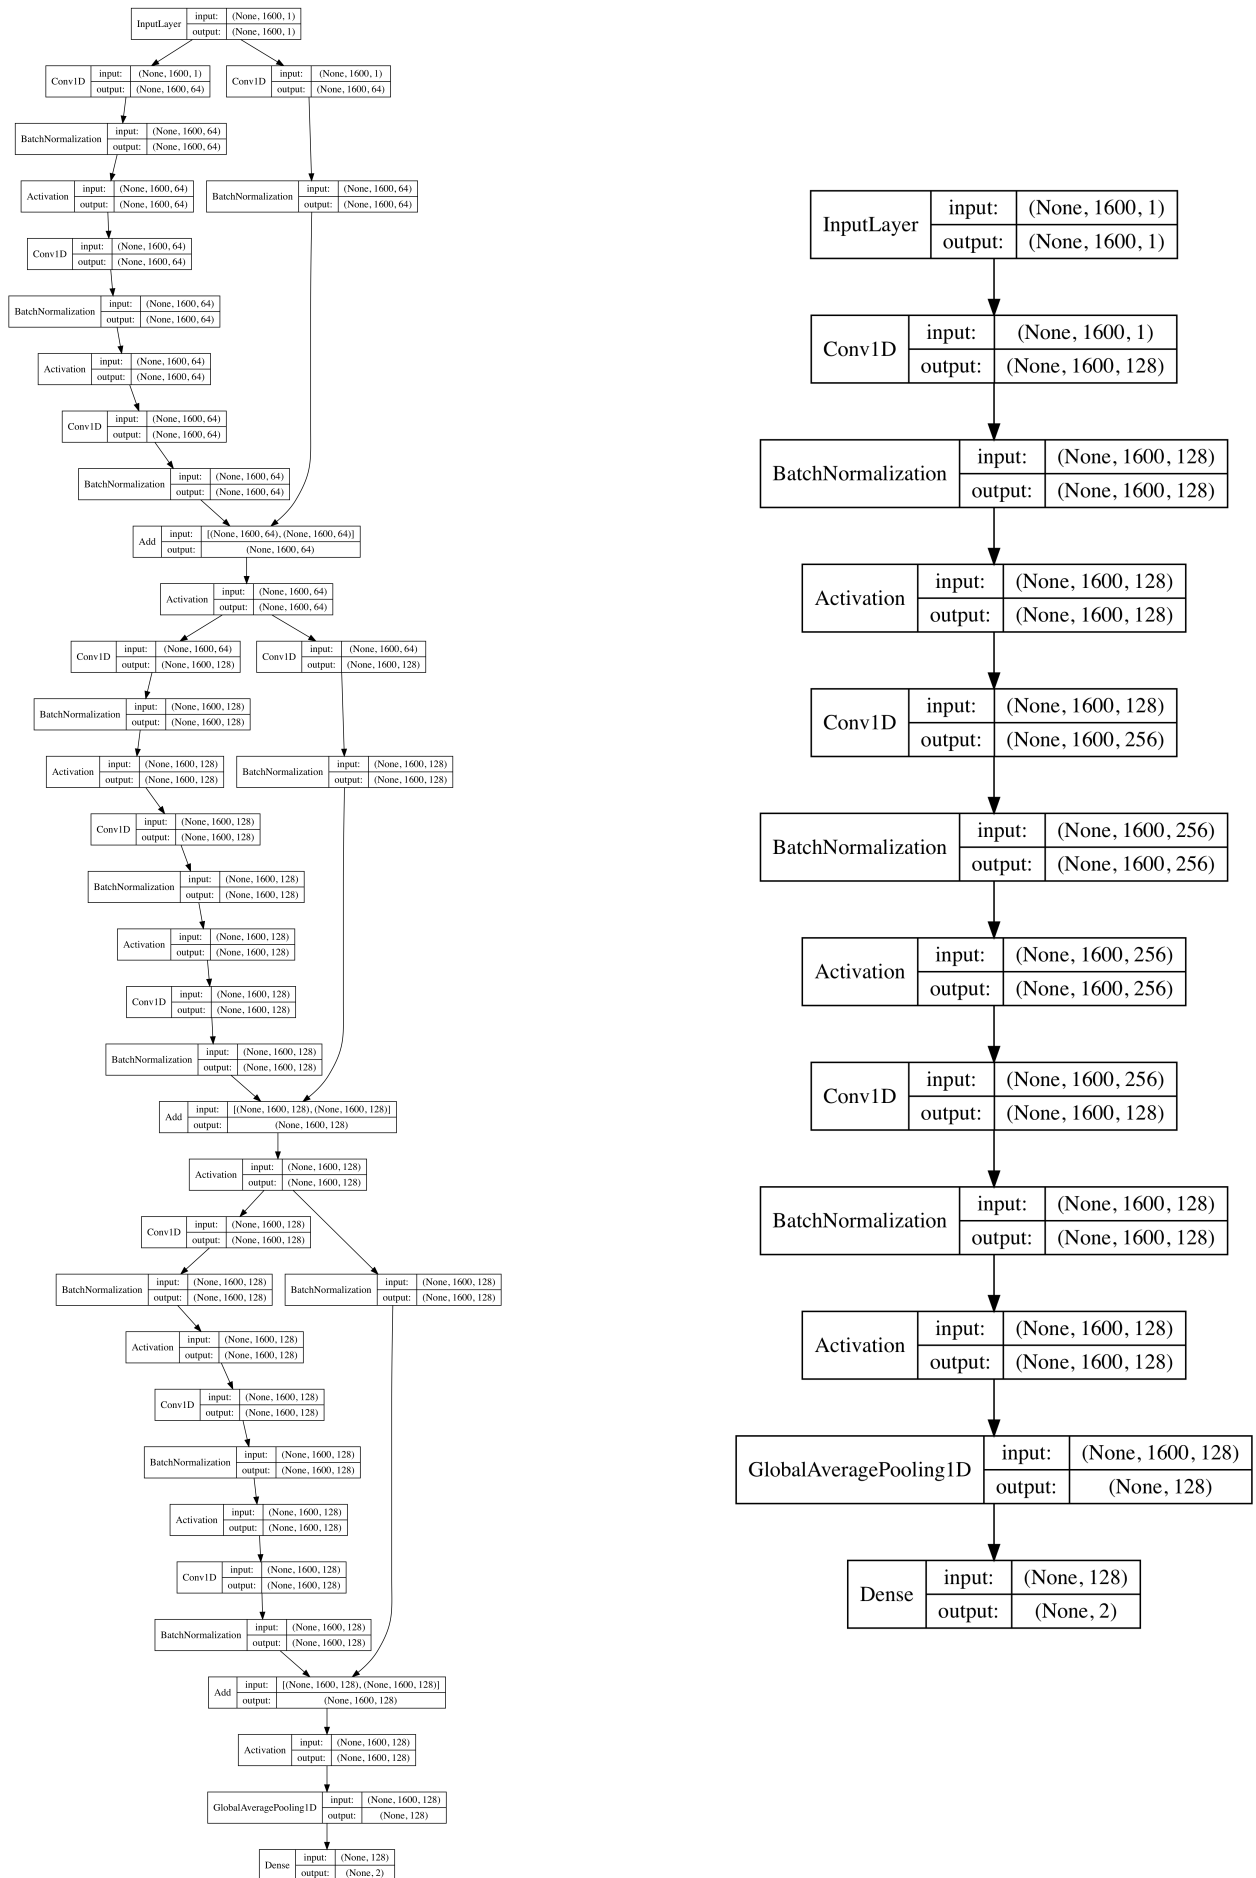 InputLayer input: (None, 1600, 1)
output: (None, 1600, 1)
Conv1D input: (None, 1600, 1)
output: (None, 1600, 64)
Conv1D input: (None, 1600, 1)
output: (None, 1600, 64)
BatchNormalization input: (None, 1600, 64)
output: (None, 1600, 64)
Activation input: (None, 1600, 64)
output: (None, 1600, 64)
BatchNormalization input: (None, 1600, 64)
output: (None, 1600, 64)
Conv1D input: (None, 1600, 64)
output: (None, 1600, 64)
BatchNormalization input: (None, 1600, 64)
output: (None, 1600, 64)
Activation input: (None, 1600, 64)
output: (None, 1600, 64)
Conv1D input: (None, 1600, 64)
output: (None, 1600, 64)
BatchNormalization input: (None, 1600, 64)
output: (None, 1600, 64)
Add input: [(None, 1600, 64), (None, 1600, 64)]
output: (None, 1600, 64)
Activation input: (None, 1600, 64)
output: (None, 1600, 64)
Conv1D input: (None, 1600, 64)
output: (None, 1600, 128)
Conv1D input: (None, 1600, 64)
output: (None, 1600, 128)
BatchNormalization input: (None, 1600, 128)
output: (None, 1600, 128)
Activation input: (None, 1600, 128)
output: (None, 1600, 128)
BatchNormalization input: (None, 1600, 128)
output: (None, 1600, 128)
Conv1D input: (None, 1600, 128)
output: (None, 1600, 128)
BatchNormalization input: (None, 1600, 128)
output: (None, 1600, 128)
Activation input: (None, 1600, 128)
output: (None, 1600, 128)
Conv1D input: (None, 1600, 128)
output: (None, 1600, 128)
BatchNormalization input: (None, 1600, 128)
output: (None, 1600, 128)
Add input: [(None, 1600, 128), (None, 1600, 128)]
output: (None, 1600, 128)
Activation input: (None, 1600, 128)
output: (None, 1600, 128)
Conv1D input: (None, 1600, 128)
output: (None, 1600, 128)
BatchNormalization input: (None, 1600, 128)
output: (None, 1600, 128)
BatchNormalization input: (None, 1600, 128)
output: (None, 1600, 128)
Activation input: (None, 1600, 128)
output: (None, 1600, 128)
Conv1D input: (None, 1600, 128)
output: (None, 1600, 128)
BatchNormalization input: (None, 1600, 128)
output: (None, 1600, 128)
Activation input: (None, 1600, 128)
output: (None, 1600, 128)
Conv1D input: (None, 1600, 128)
output: (None, 1600, 128)
BatchNormalization input: (None, 1600, 128)
output: (None, 1600, 128)
Add input: [(None, 1600, 128), (None, 1600, 128)]
output: (None, 1600, 128)
Activation input: (None, 1600, 128)
output: (None, 1600, 128)
GlobalAveragePooling1D input: (None, 1600, 128)
output: (None, 128)
Dense input: (None, 128)
output: (None, 2)
InputLayer input: (None, 1600, 1)
output: (None, 1600, 1)
Conv1D input: (None, 1600, 1)
output: (None, 1600, 128)
BatchNormalization input: (None, 1600, 128)
output: (None, 1600, 128)
Activation input: (None, 1600, 128)
output: (None, 1600, 128)
Conv1D input: (None, 1600, 128)
output: (None, 1600, 256)
BatchNormalization input: (None, 1600, 256)
output: (None, 1600, 256)
Activation input: (None, 1600, 256)
output: (None, 1600, 256)
Conv1D input: (None, 1600, 256)
output: (None, 1600, 128)
BatchNormalization input: (None, 1600, 128)
output: (None, 1600, 128)
Activation input: (None, 1600, 128)
output: (None, 1600, 128)
GlobalAveragePooling1D input: (None, 1600, 128)
output: (None, 128)
Dense input: (None, 128)
output: (None, 2)